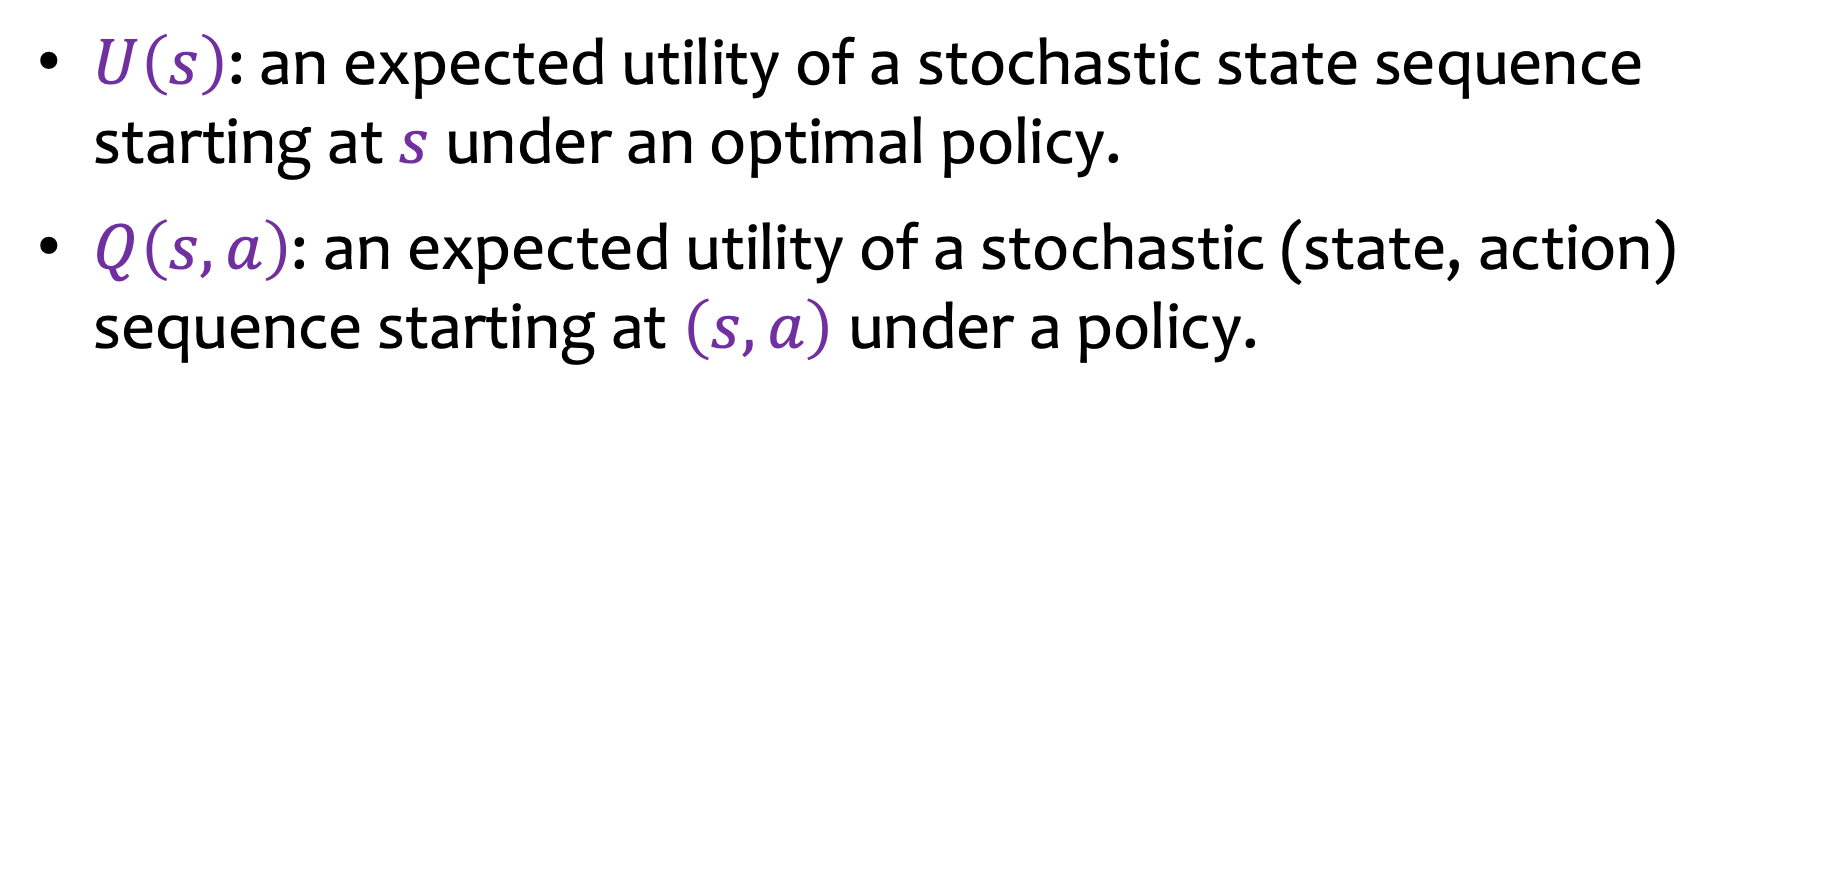 • U(s): an expected utility of a stochastic state sequence
starting at s under an optimal policy.
• Q(s, a): an expected utility of a stochastic (state, action)
sequence starting at (s, a) under a policy.